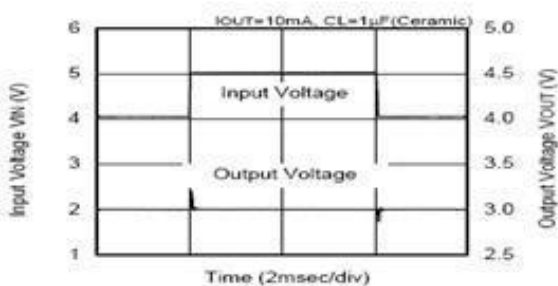 IOUT=10mA, CL=1µF(Ceramic)
6
5
4
3
2
1
Input Voltage VIN (V)
Input Voltage
Output Voltage
5.0
4.5
4.0
3.5
3.0
2.5
Output Voltage VOUT (V)
Time (2msec/div)